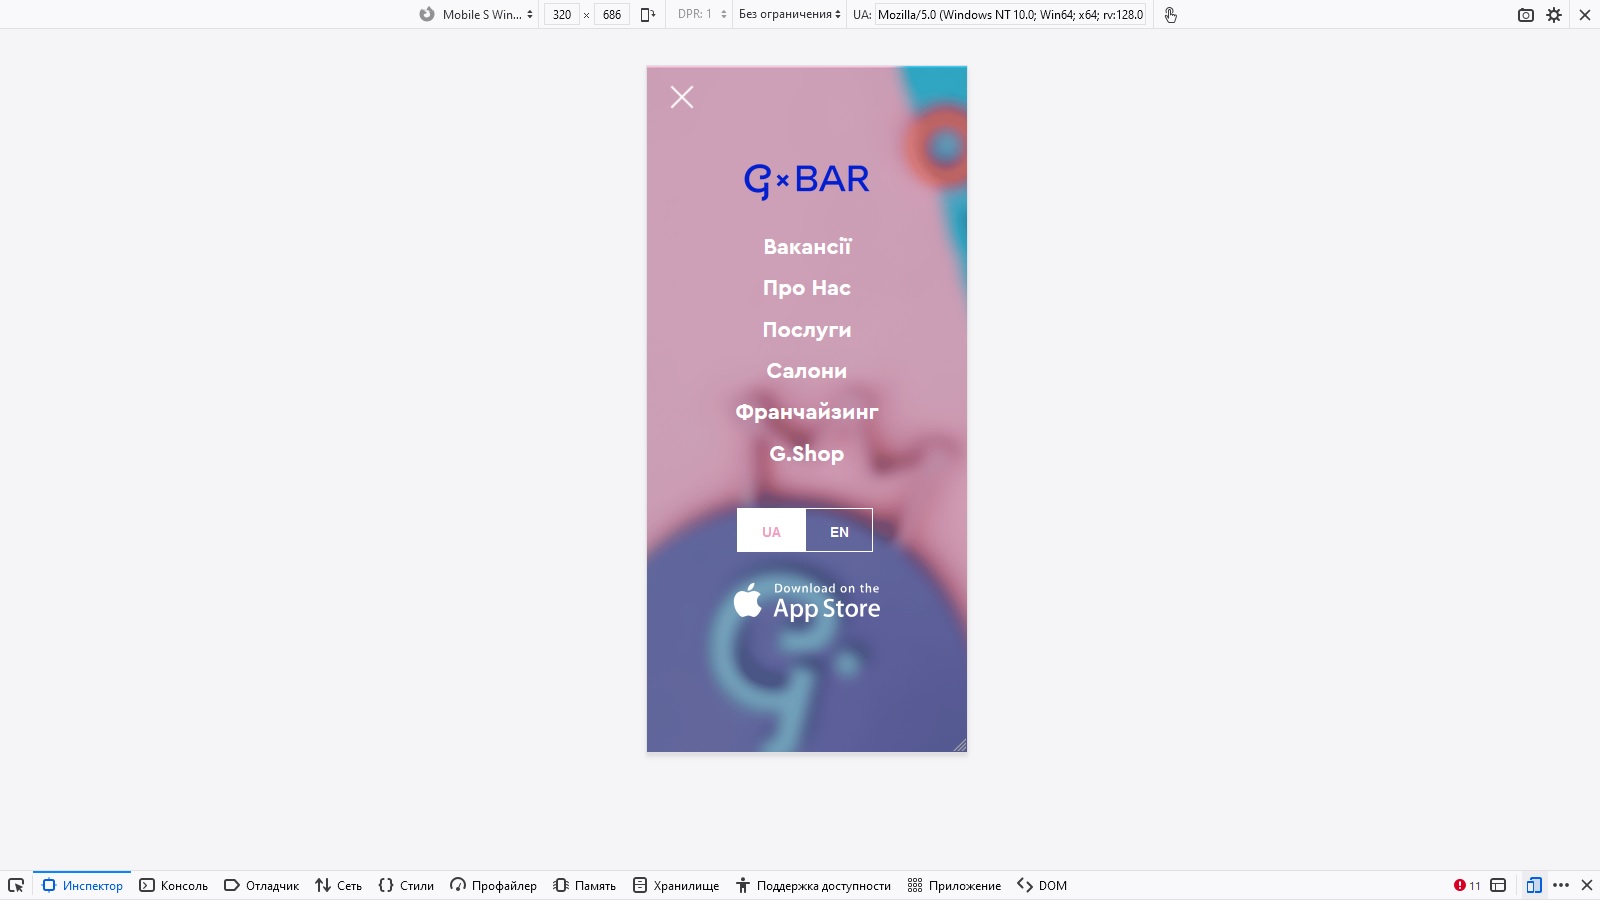 Mobile S Win... 320 × 686 DPR: 1 Без ограничения UA: Mozilla/5.0 (Windows NT 10.0; Win64; x64; rv:128.0
G×BAR
Вакансії
Про Нас
Послуги
Салони
Франчайзинг
G.Shop
UA EN
Download on the
App Store
Инспектор Консоль Отладчик Сеть Стили Профайлер Память Хранилище Поддержка доступности Приложение DOM 11